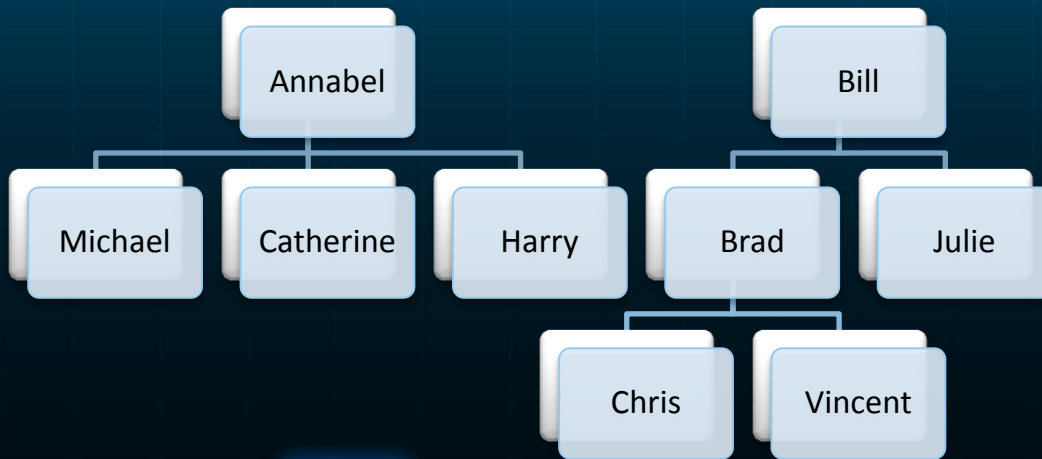 Annabel
Bill
Michael
Catherine
Harry
Brad
Julie
Chris
Vincent